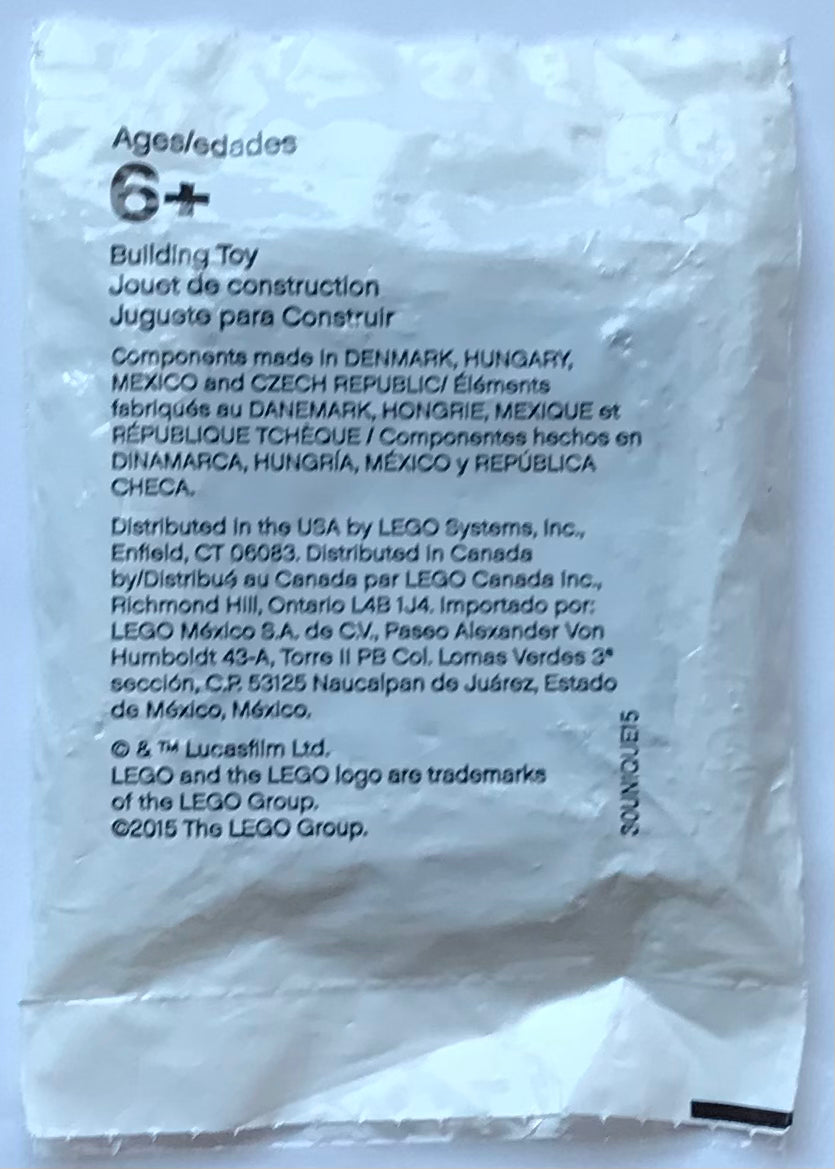 Ages/edades
6+
Building Toy
Jouet de construction
Juguete para Construir
Components made in DENMARK, HUNGARY,
MEXICO and CZECH REPUBLIC/ Éléments
fabriqués au DANEMARK, HONGRIE, MEXIQUE et
RÉPUBLIQUE TCHÈQUE / Componentes hechos en
DINAMARCA, HUNGRÍA, MÉXICO y REPÚBLICA
CHECA.
Distributed in the USA by LEGO Systems, Inc.,
Enfield, CT 06083. Distributed in Canada
by/Distribué au Canada par LEGO Canada Inc.,
Richmond Hill, Ontario L4B 1J4. Importado por:
LEGO México S.A. de C.V., Paseo Alexander Von
Humboldt 43-A, Torre II PB Col. Lomas Verdes 3ª
sección, C.P. 53125 Naucalpan de Juárez, Estado
de México, México.
© & ™ Lucasfilm Ltd.
LEGO and the LEGO logo are trademarks
of the LEGO Group.
©2015 The LEGO Group.
SOUNIQUE15